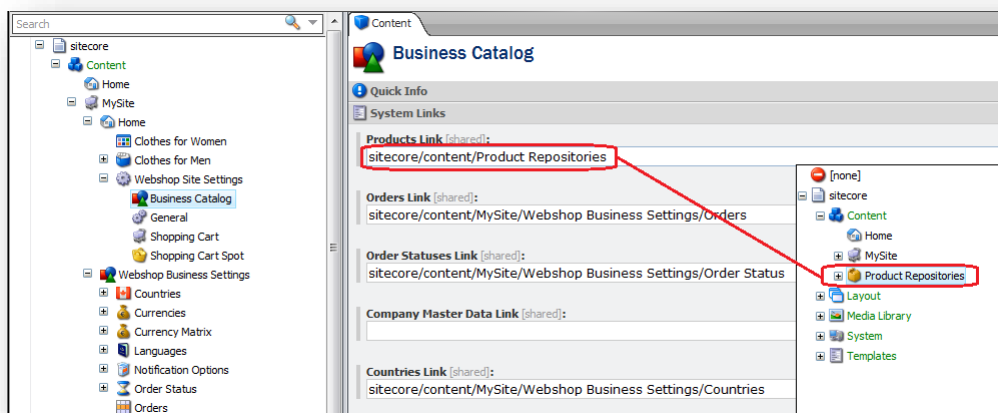 Search
sitecore
Content
Home
MySite
Home
Clothes for Women
Clothes for Men
Webshop Site Settings
Business Catalog
General
Shopping Cart
Shopping Cart Spot
Webshop Business Settings
Countries
Currencies
Currency Matrix
Languages
Notification Options
Order Status
Orders
Content
Business Catalog
Quick Info
System Links
Products Link [shared]:
sitecore/content/Product Repositories
Orders Link [shared]:
sitecore/content/MySite/Webshop Business Settings/Orders
Order Statuses Link [shared]:
sitecore/content/MySite/Webshop Business Settings/Order Status
Company Master Data Link [shared]:
Countries Link [shared]:
sitecore/content/MySite/Webshop Business Settings/Countries
[none]
sitecore
Content
Home
MySite
Product Repositories
Layout
Media Library
System
Templates